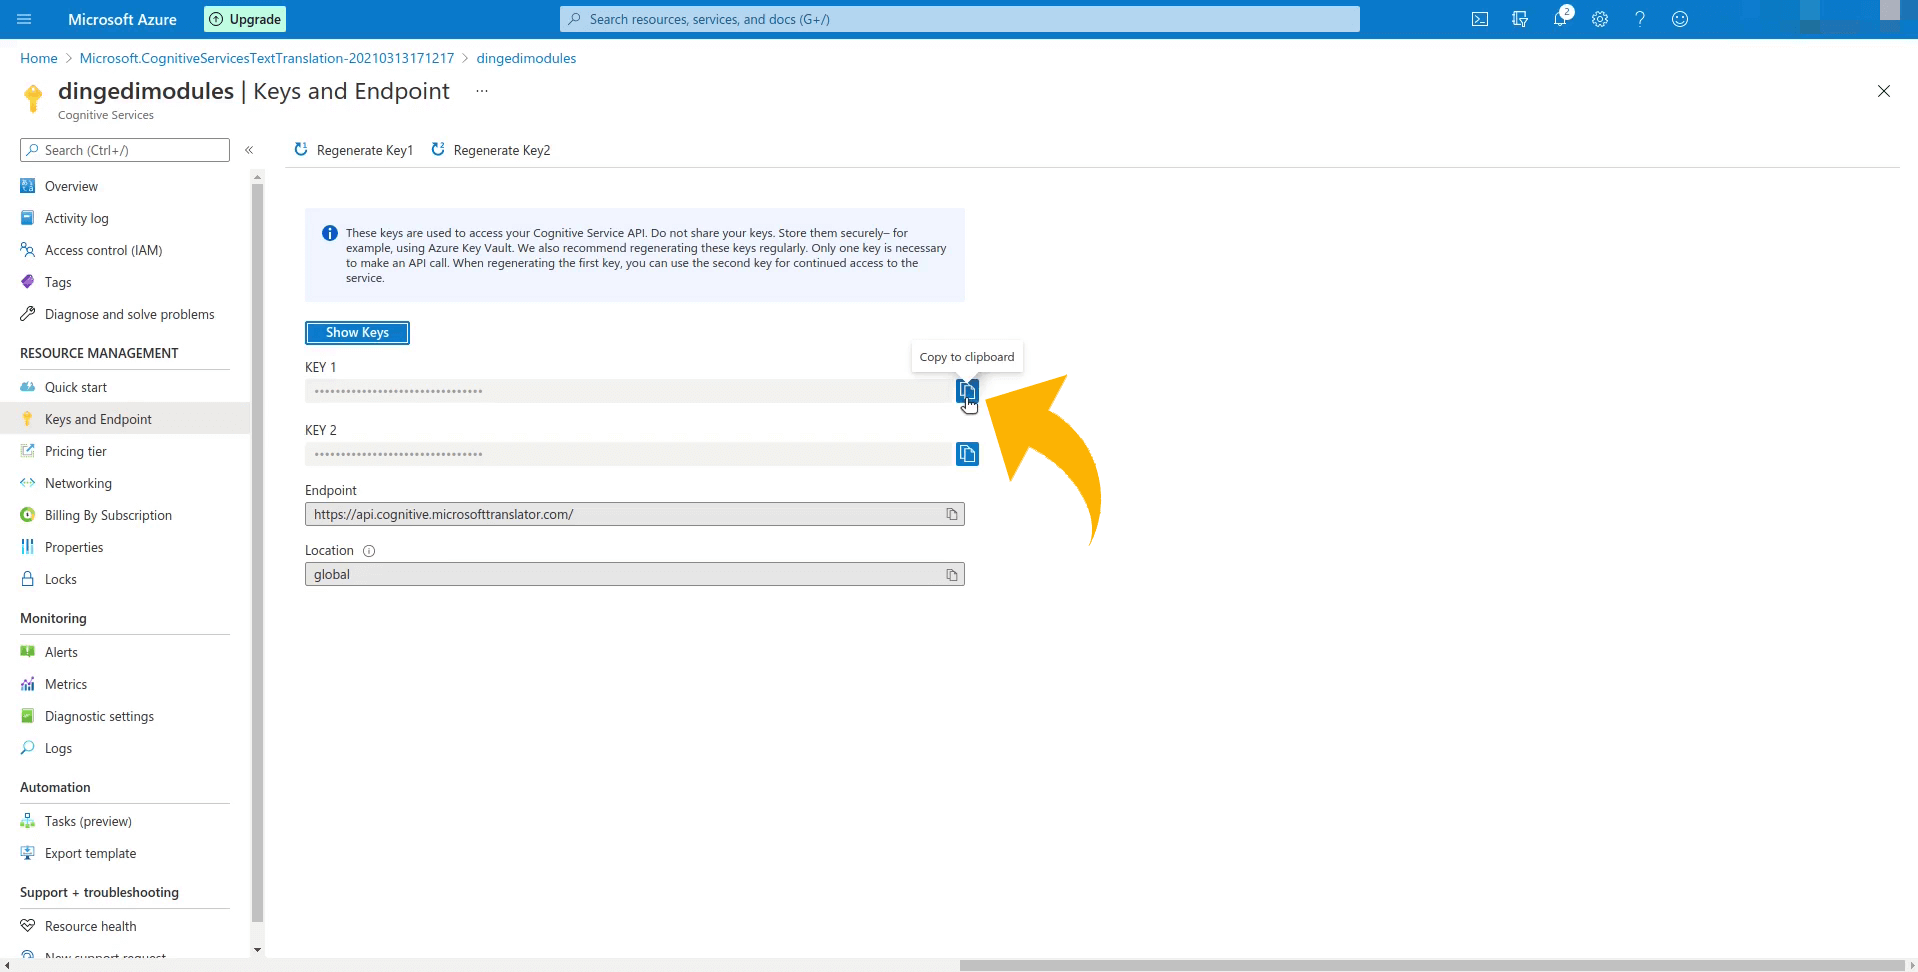 Microsoft Azure
Upgrade
Search resources, services, and docs (G+/)
2
Home > Microsoft.CognitiveServicesTextTranslation-20210313171217 > dingedimodules
dingedimodules | Keys and Endpoint ...
Cognitive Services
Search (Ctrl+/)
«
Overview
Activity log
Access control (IAM)
Tags
Diagnose and solve problems
RESOURCE MANAGEMENT
Quick start
Keys and Endpoint
Pricing tier
Networking
Billing By Subscription
Properties
Locks
Monitoring
Alerts
Metrics
Diagnostic settings
Logs
Automation
Tasks (preview)
Export template
Support + troubleshooting
Resource health
New support request
Regenerate Key1
Regenerate Key2
These keys are used to access your Cognitive Service API. Do not share your keys. Store them securely– for
example, using Azure Key Vault. We also recommend regenerating these keys regularly. Only one key is necessary
to make an API call. When regenerating the first key, you can use the second key for continued access to the
service.
Show Keys
KEY 1
Copy to clipboard
••••••••••••••••••••••••••••••••
KEY 2
••••••••••••••••••••••••••••••••
Endpoint
https://api.cognitive.microsofttranslator.com/
Location
global